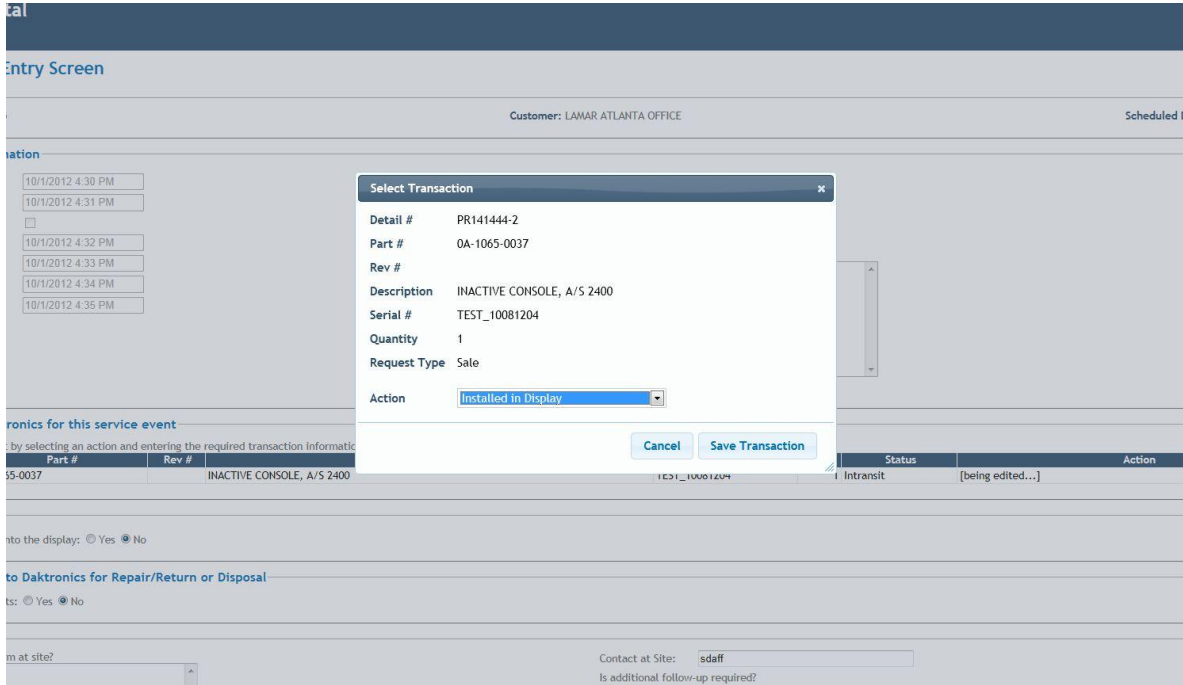 tal
Entry Screen
Customer: LAMAR ATLANTA OFFICE
Scheduled
mation
10/1/2012 4:30 PM
10/1/2012 4:31 PM
10/1/2012 4:32 PM
10/1/2012 4:33 PM
10/1/2012 4:34 PM
10/1/2012 4:35 PM
Select Transaction
Detail # PR141444-2
Part # 0A-1065-0037
Rev #
Description INACTIVE CONSOLE, A/S 2400
Serial # TEST_10081204
Quantity 1
Request Type Sale
Action Installed in Display
Cancel Save Transaction
ronics for this service event
by selecting an action and entering the required transaction informatic
Part # Rev # Status Action
65-0037 INACTIVE CONSOLE, A/S 2400 TEST_10081204 1 Intransit [being edited...]
nto the display: Yes No
to Daktronics for Repair/Return or Disposal
ts: Yes No
m at site?
Contact at Site: sdaff
Is additional follow-up required?